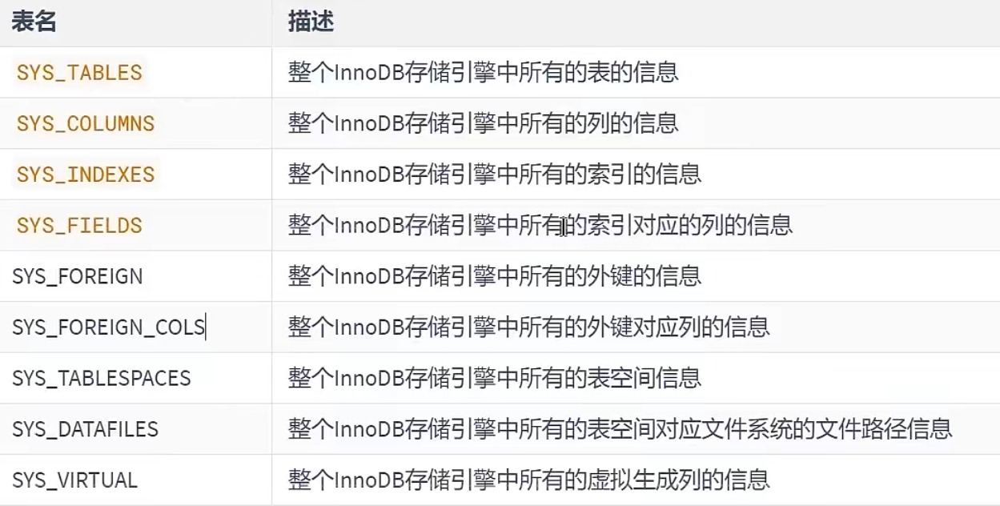 表名 描述
SYS_TABLES 整个InnoDB存储引擎中所有的表的信息
SYS_COLUMNS 整个InnoDB存储引擎中所有的列的信息
SYS_INDEXES 整个InnoDB存储引擎中所有的索引的信息
SYS_FIELDS 整个InnoDB存储引擎中所有的索引对应的列的信息
SYS_FOREIGN 整个InnoDB存储引擎中所有的外键的信息
SYS_FOREIGN_COLS 整个InnoDB存储引擎中所有的外键对应列的信息
SYS_TABLESPACES 整个InnoDB存储引擎中所有的表空间信息
SYS_DATAFILES 整个InnoDB存储引擎中所有的表空间对应文件系统的文件路径信息
SYS_VIRTUAL 整个InnoDB存储引擎中所有的虚拟生成列的信息